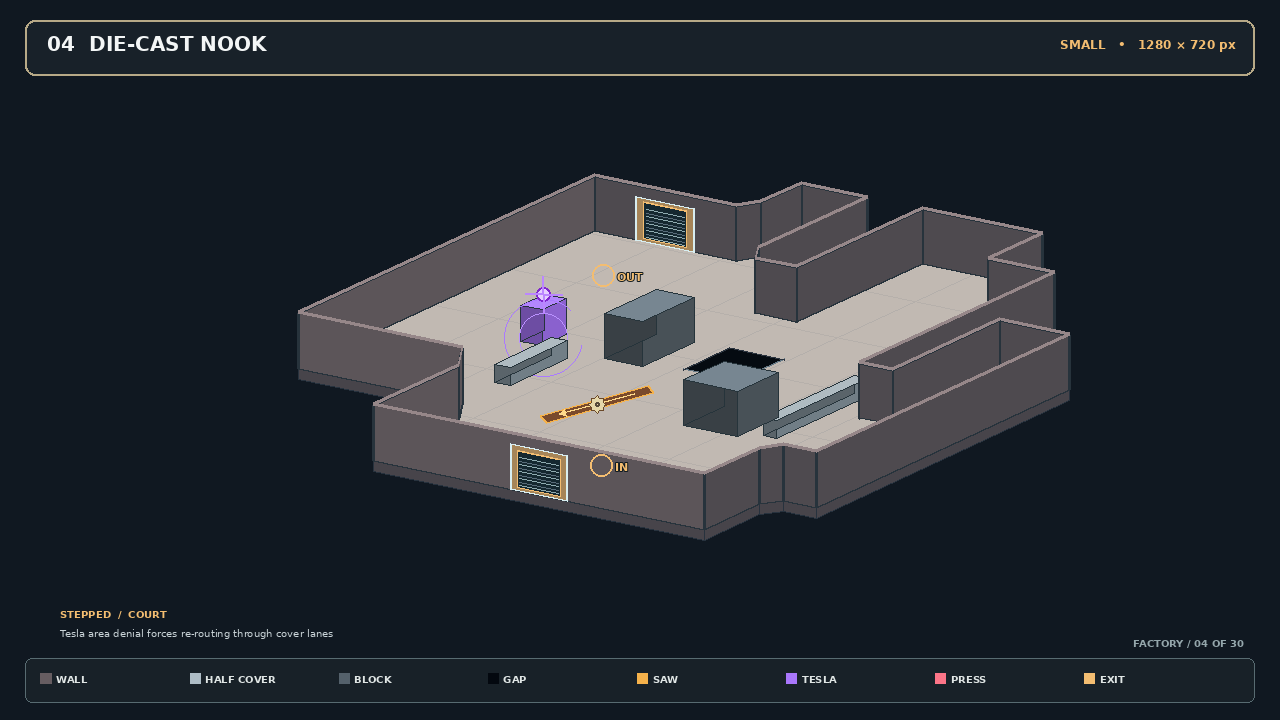 04 DIE-CAST NOOK
SMALL • 1280 × 720 px
OUT
IN
STEPPED / COURT
Tesla area denial forces re-routing through cover lanes
FACTORY / 04 OF 30
WALL HALF COVER BLOCK GAP SAW TESLA PRESS EXIT